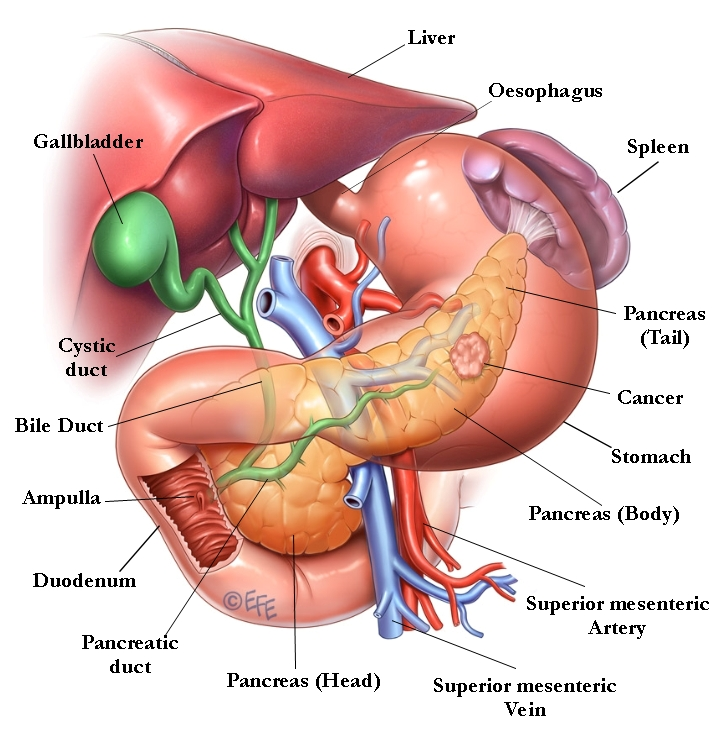 Liver
Oesophagus
Gallbladder
Spleen
Pancreas
(Tail)
Cystic
duct
Cancer
Bile Duct
Stomach
Ampulla
Pancreas (Body)
Duodenum
Superior mesenteric
Artery
Pancreatic
duct
Pancreas (Head)
Superior mesenteric
Vein
©EFE